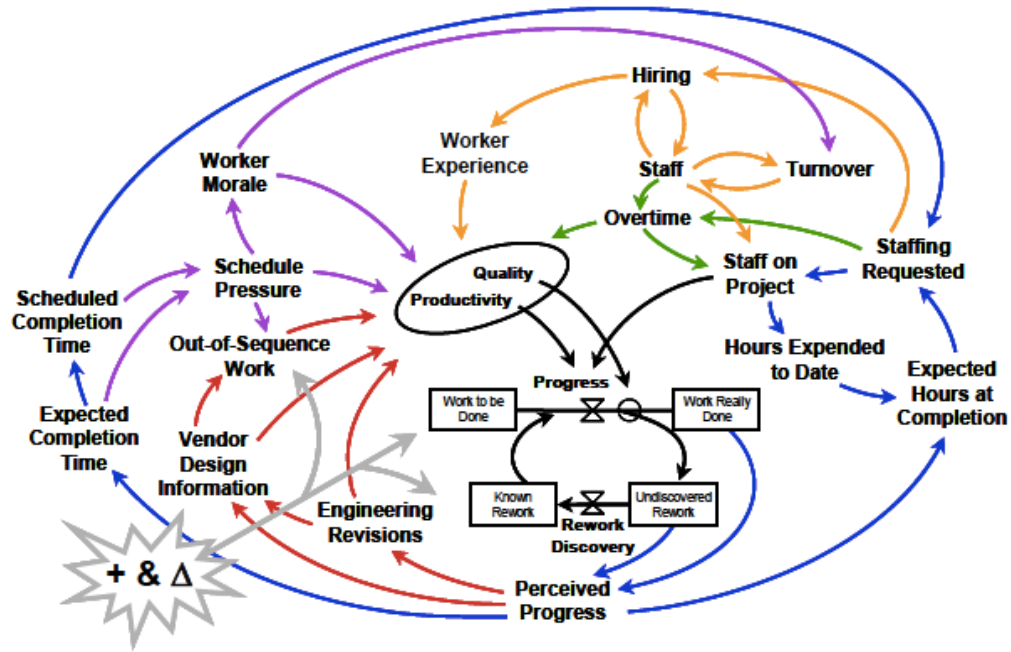 Hiring
Worker
Experience
Worker
Morale
Staff
Turnover
Overtime
Staffing
Requested
Staff on
Project
Schedule
Pressure
Quality
Productivity
Scheduled
Completion
Time
Out-of-Sequence
Work
Hours Expended
to Date
Expected
Hours at
Completion
Progress
Work to be
Done
Work Really
Done
Expected
Completion
Time
Vendor
Design
Information
Engineering
Revisions
Known
Rework
Undiscovered
Rework
Rework
Discovery
+ & Δ
Perceived
Progress